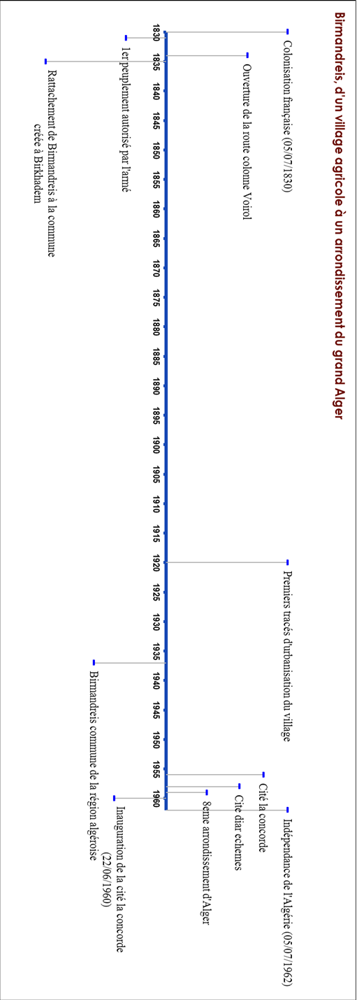 Birmandreis, d'un village agricole à un arrondissement du grand Alger
Colonisation française (05/07/1830)
Ouverture de la route colonne Voirol
Premiers tracés d'urbanisation du village
Indépendance de l'Algérie (05/07/1962)
Cité la concorde
Cite diar echemes
8eme arrondissement d'Alger
1830 1835 1840 1845 1850 1855 1860 1865 1870 1875 1880 1885 1890 1895 1900 1905 1910 1915 1920 1925 1930 1935 1940 1945 1950 1955 1960
1er peuplement autorisé par l'armé
Rattachement de Birmandreis à la commune
créée à Birkhadem
Birmandreis commune de la région algéroise
Inauguration de la cité la concorde
(22/06/1960)